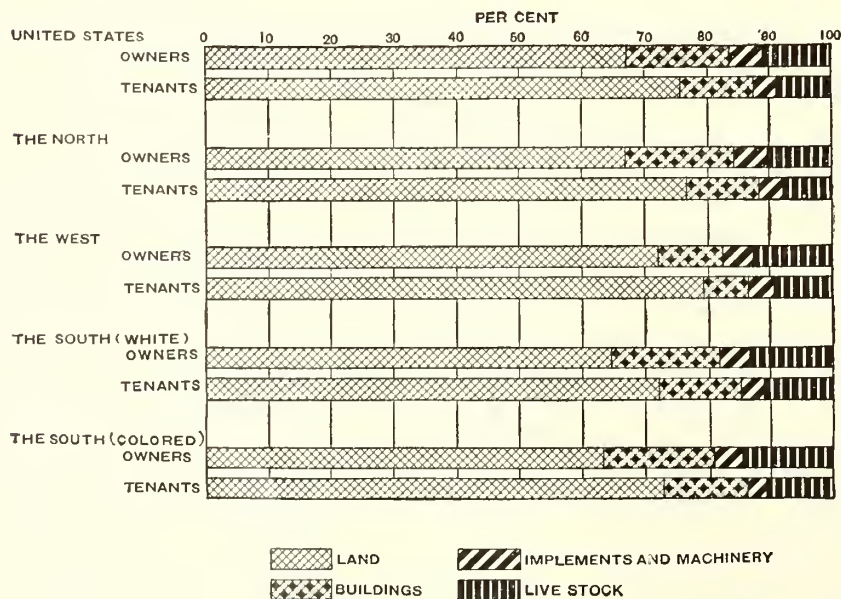 PER CENT
UNITED STATES 0 10 20 30 40 50 60 70 80 90 100
OWNERS
TENANTS
THE NORTH
OWNERS
TENANTS
THE WEST
OWNERS
TENANTS
THE SOUTH (WHITE)
OWNERS
TENANTS
THE SOUTH (COLORED)
OWNERS
TENANTS
LAND IMPLEMENTS AND MACHINERY
BUILDINGS LIVE STOCK